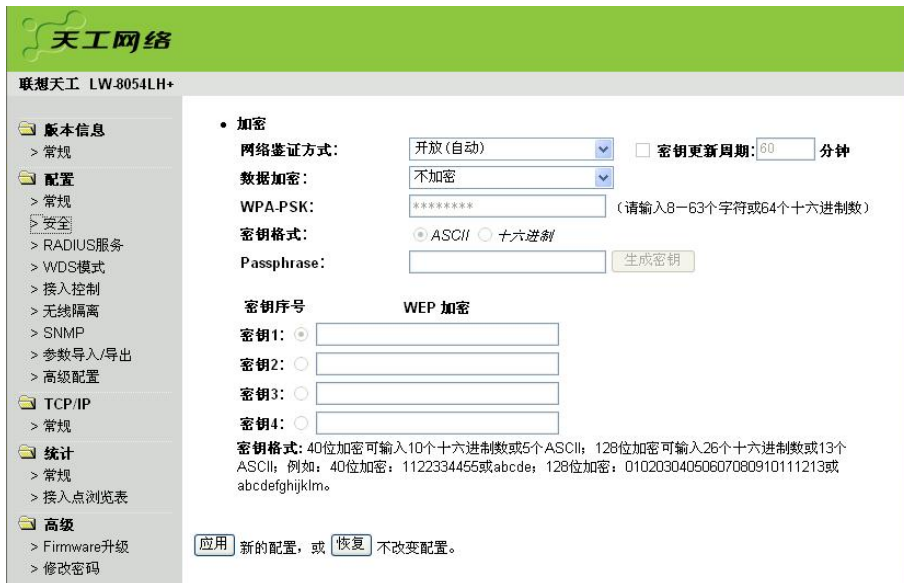 天工网络
联想天工 LW-8054LH+
版本信息
> 常规
配置
> 常规
> 安全
> RADIUS服务
> WDS模式
> 接入控制
> 无线隔离
> SNMP
> 参数导入/导出
> 高级配置
TCP/IP
> 常规
统计
> 常规
> 接入点浏览表
高级
> Firmware升级
> 修改密码
• 加密
网络鉴证方式： 开放(自动) 密钥更新周期: 60 分钟
数据加密： 不加密
WPA-PSK: ******** （请输入8－63个字符或64个十六进制数）
密钥格式： ASCII 十六进制
Passphrase： 生成密钥
密钥序号 WEP 加密
密钥1：
密钥2：
密钥3：
密钥4：
密钥格式: 40位加密可输入10个十六进制数或5个ASCII；128位加密可输入26个十六进制数或13个
ASCII；例如：40位加密：1122334455或abcde；128位加密：01020304050607080910111213或
abcdefghijklm。
应用 新的配置，或 恢复 不改变配置。